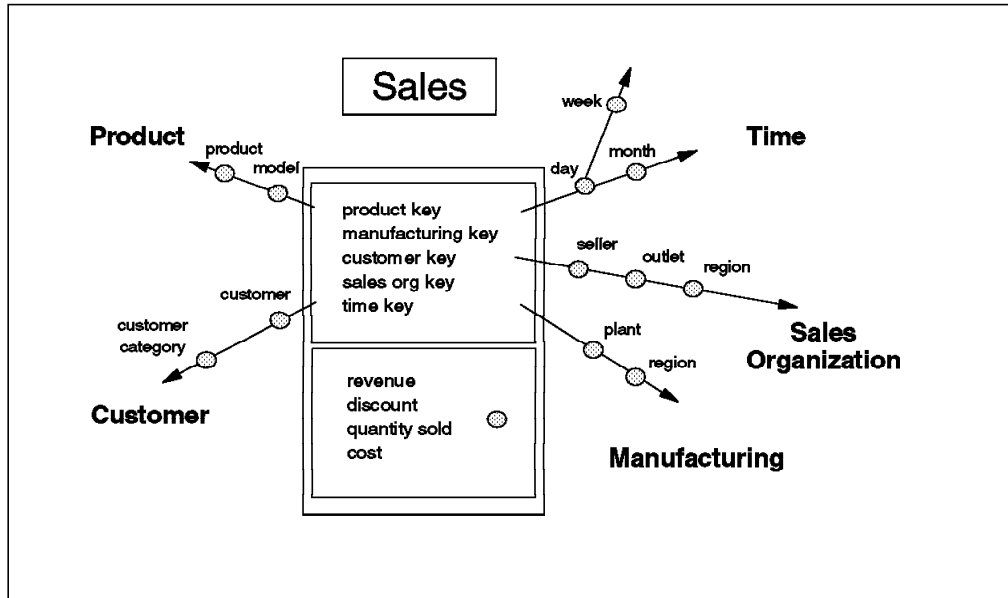 Sales
Product
product
model
week
day
month
Time
product key
manufacturing key
customer key
sales org key
time key
seller
outlet
region
Sales
Organization
customer
customer
category
Customer
plant
region
Manufacturing
revenue
discount
quantity sold
cost